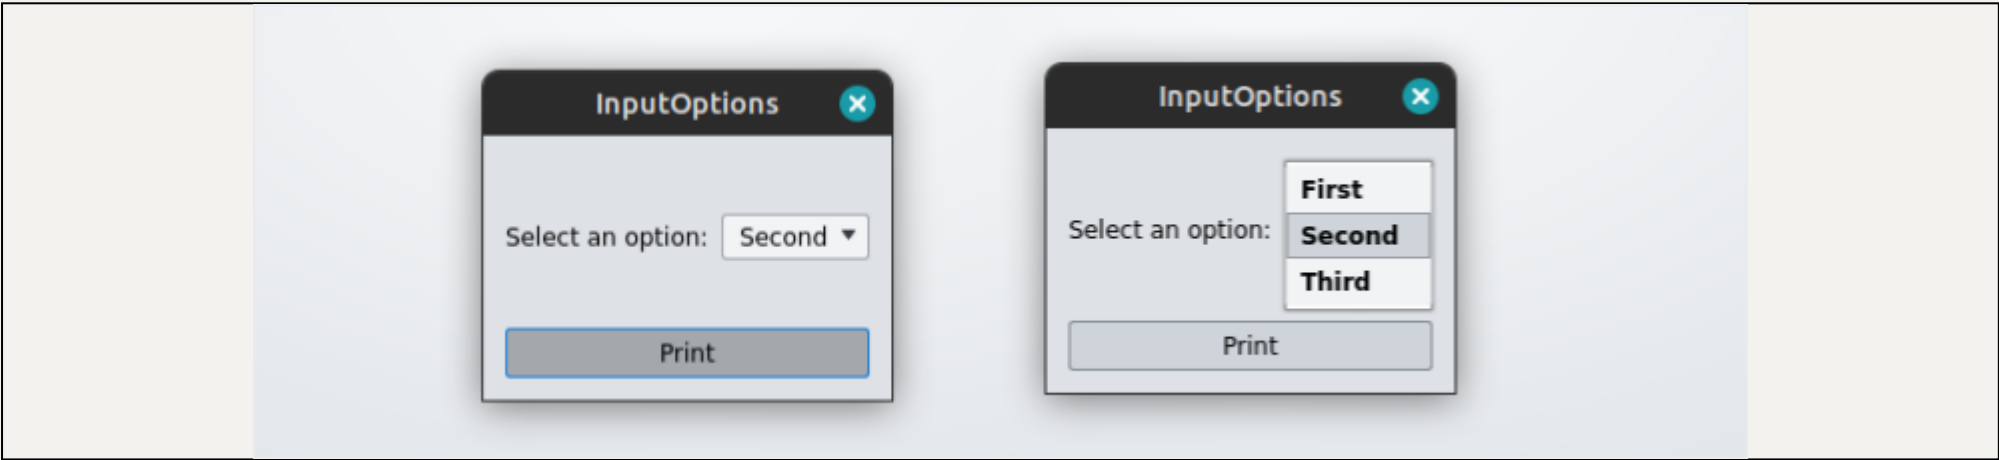 InputOptions
Select an option: Second
Print
InputOptions
First
Select an option: Second
Third
Print